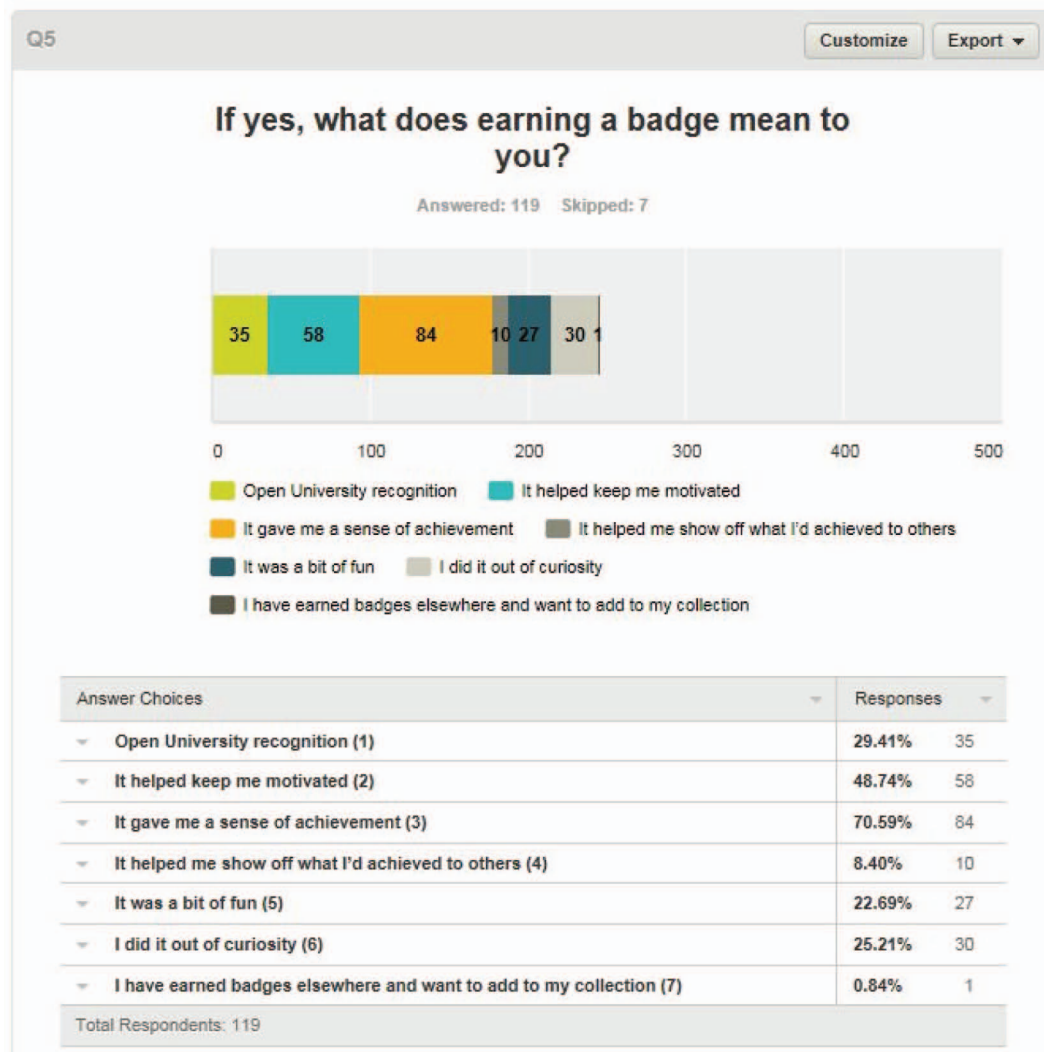 Q5
Customize
Export
If yes, what does earning a badge mean to
you?
Answered: 119 Skipped: 7
35 58 84 10 27 30 1
0 100 200 300 400 500
Open University recognition It helped keep me motivated
It gave me a sense of achievement It helped me show off what I'd achieved to others
It was a bit of fun I did it out of curiosity
I have earned badges elsewhere and want to add to my collection
Answer Choices Responses
Open University recognition (1) 29.41% 35
It helped keep me motivated (2) 48.74% 58
It gave me a sense of achievement (3) 70.59% 84
It helped me show off what I'd achieved to others (4) 8.40% 10
It was a bit of fun (5) 22.69% 27
I did it out of curiosity (6) 25.21% 30
I have earned badges elsewhere and want to add to my collection (7) 0.84% 1
Total Respondents: 119